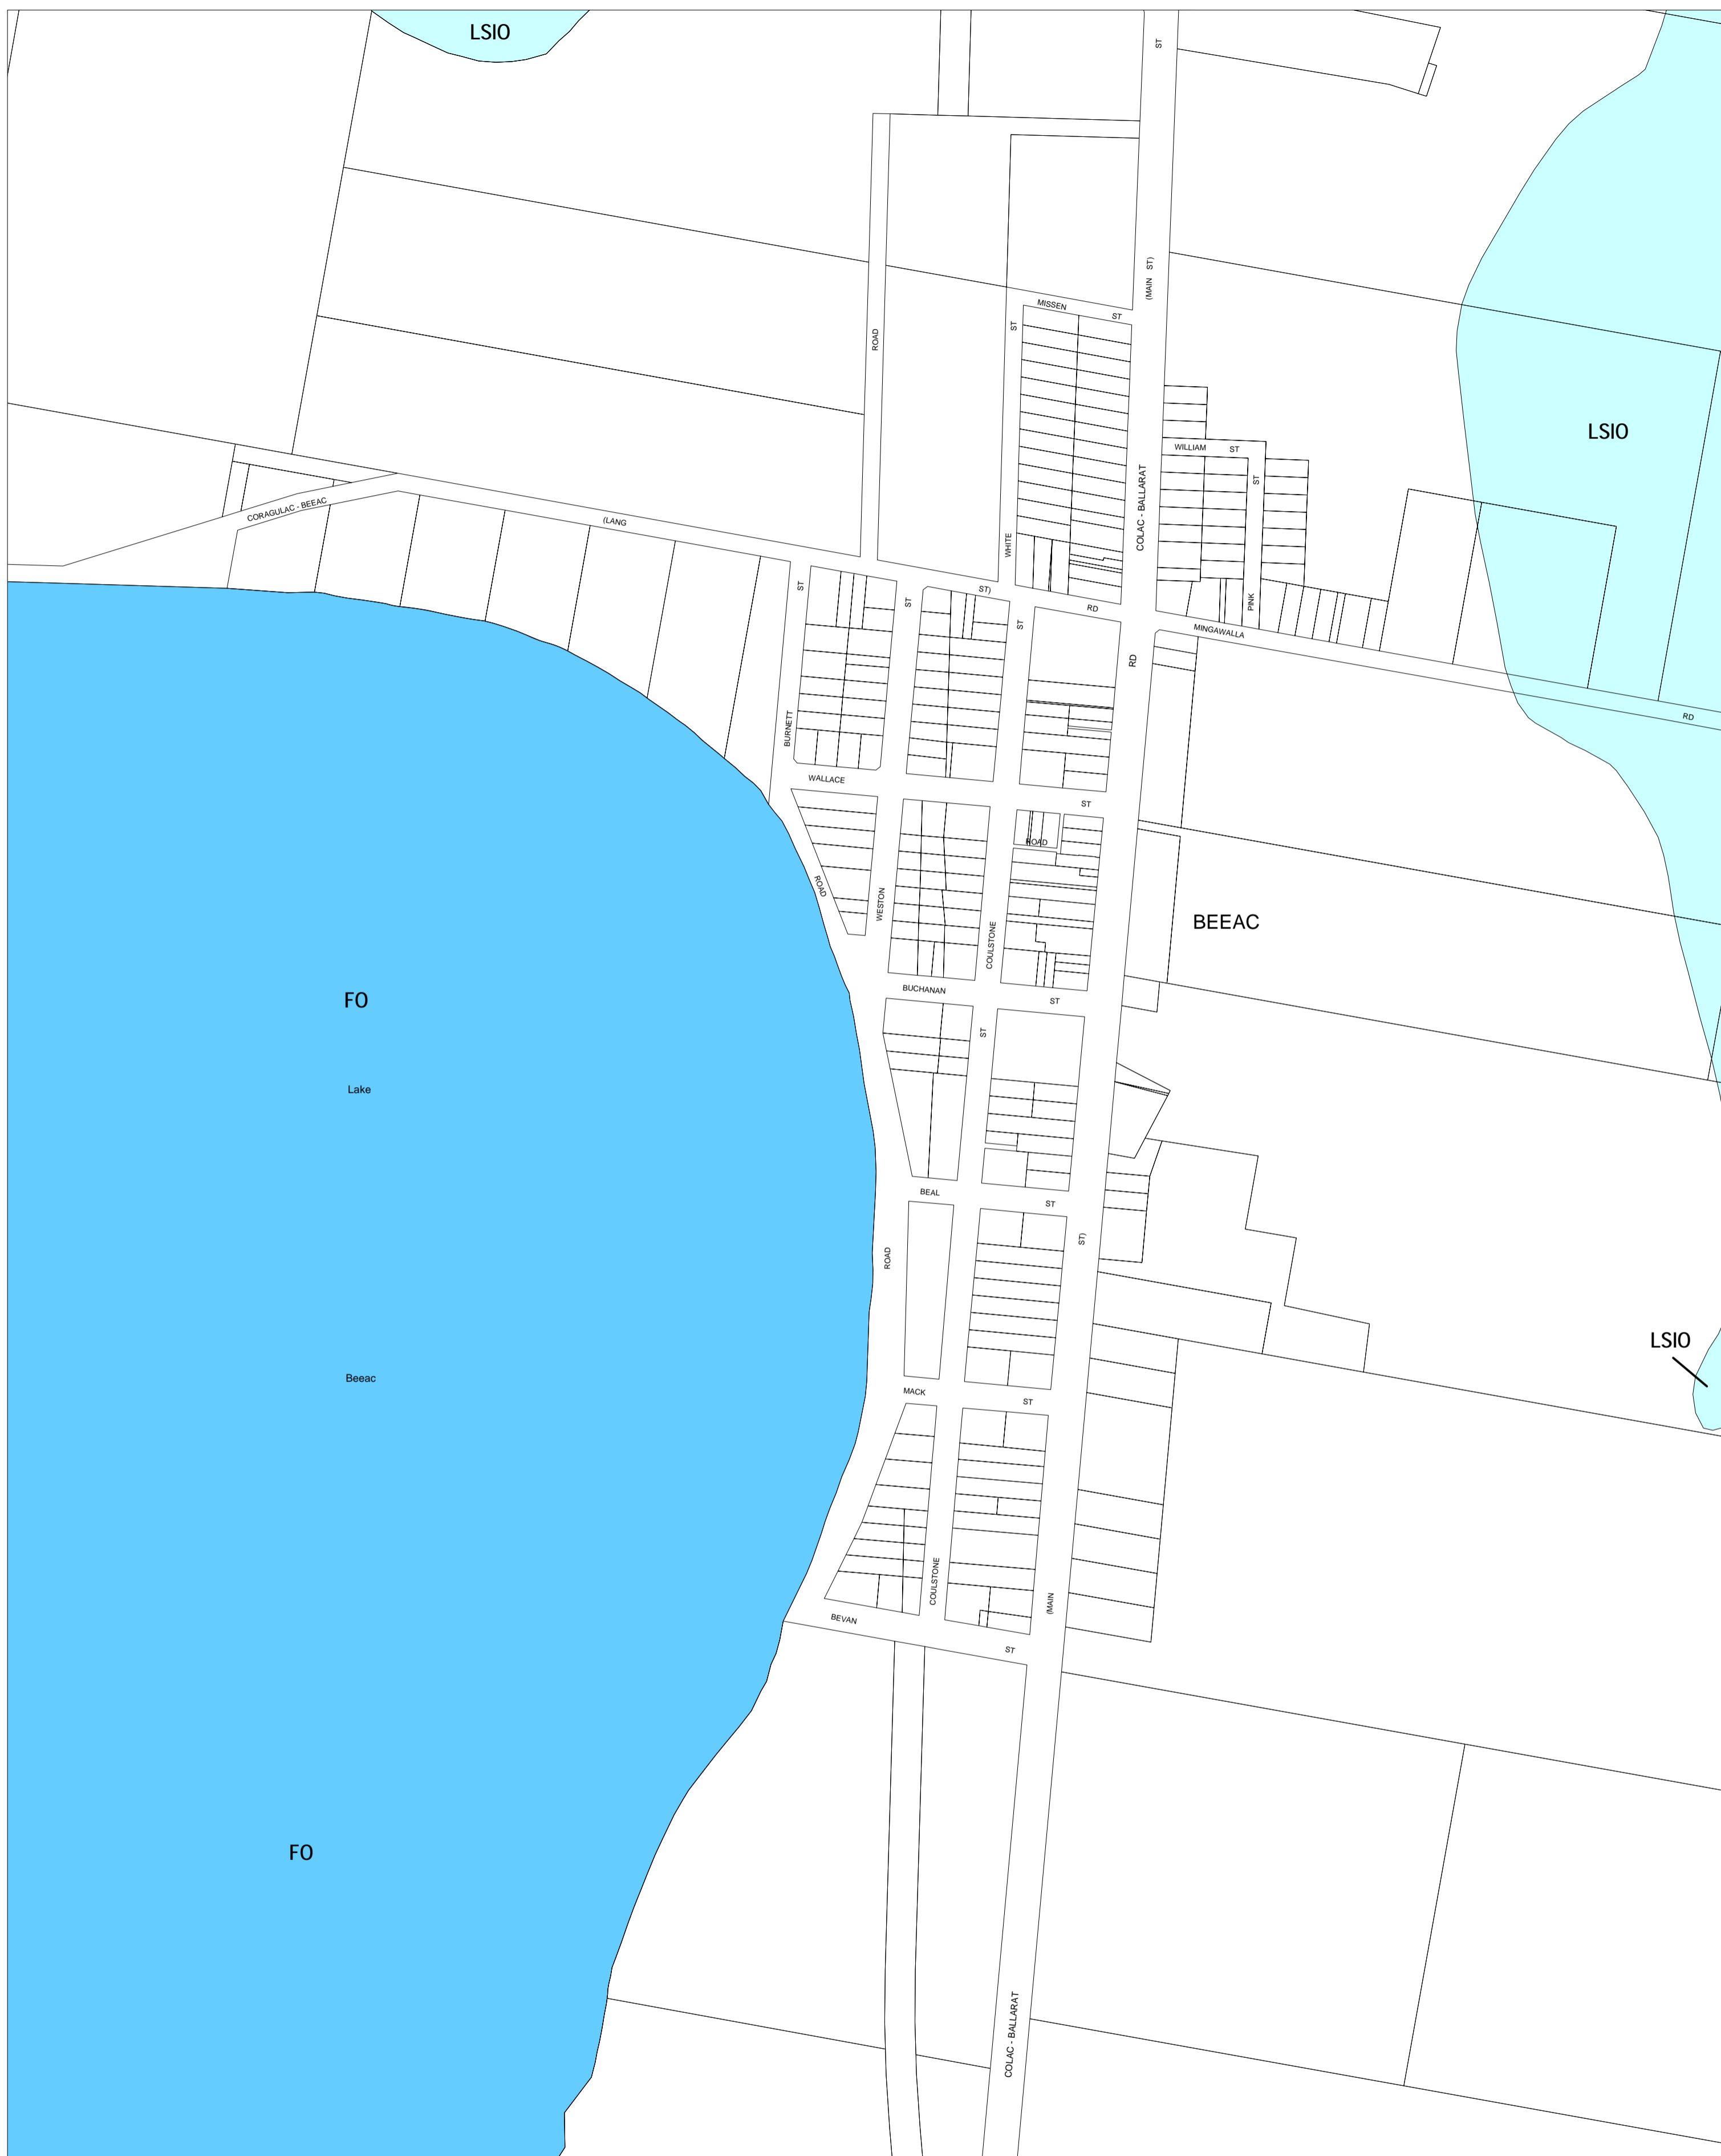 LSIO
ST
(MAIN ST)
MISSEN
ST
ST
ROAD
LSIO
WILLIAM ST
ST
COLAC - BALLARAT
CORAGULAC - BEEAC
(LANG
WHITE
ST
ST
ST)
PINK
RD
ST
MINGAWALLA
RD
RD
BURNETT
WALLACE
ST
ROAD
ROAD
WESTON
BEEAC
COULSTONE
BUCHANAN
ST
FO
ST
Lake
BEAL
ST
ST)
ROAD
LSIO
Beeac
MACK
ST
COULSTONE
(MAIN
BEVAN
ST
FO
COLAC - BALLARAT